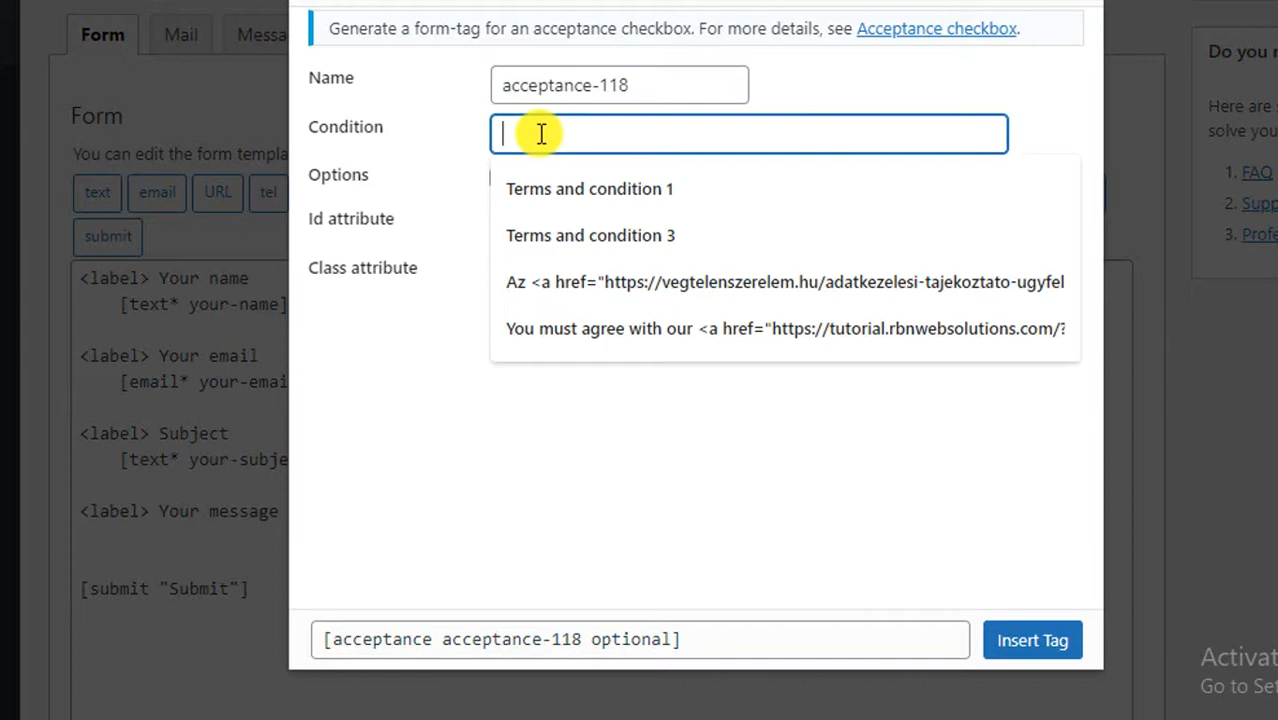 Generate a form-tag for an acceptance checkbox. For more details, see Acceptance checkbox.
Form
Mail
Do you
Name
acceptance-118
Condition
Form
Here are
solve you
You can edit the form templa
Options
Terms and condition 1
text
email
URL
tel
1. FAQ
2.
3.
Id attribute
Terms and condition 3
submit
Class attribute
<label> Your name
[text* your-name]
Az <a href="https://vegtelenszerelem.hu/adatkezelesi-tajekoztato-ugyfel
You must agree with our <a href="https://tutorial.rbnwebsolutions.com/?
<label> Your email
[email* your-emai
<label> Subject
[text* your-subje
<label> Your message
[submit "Submit"]
[acceptance acceptance-118 optional]
Insert Tag
Activat
Go to Set